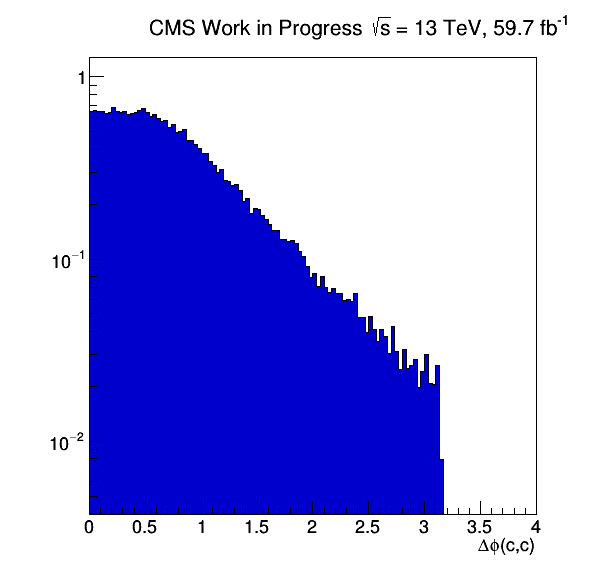 CMS Work in Progress √s = 13 TeV, 59.7 fb⁻¹
1
10⁻¹
10⁻²
0 0.5 1 1.5 2 2.5 3 3.5 4
Δϕ(c,c)